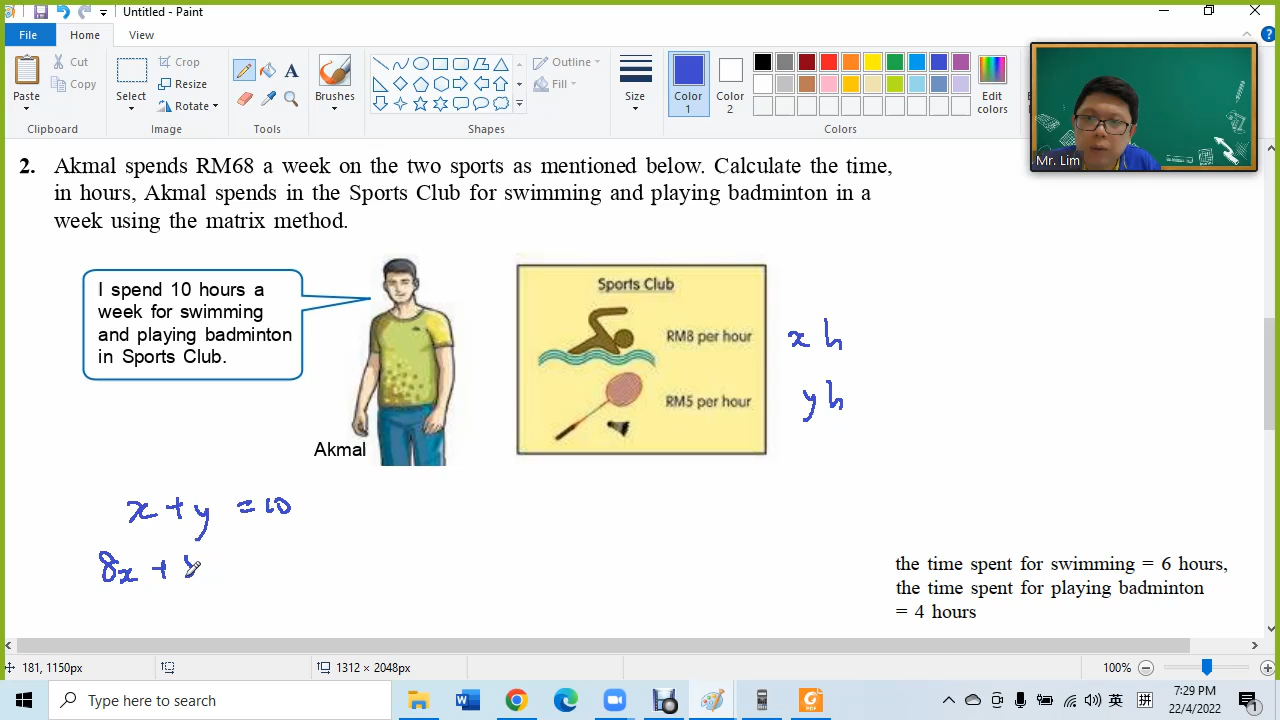 Untitled - Paint
File
Home
View
Paste
Cut
Copy
Clipboard
Select
Crop
Resize
Rotate
Image
A
Tools
Brushes
Shapes
Outline
Fill
Size
Color 1
Color 2
Edit colors
Colors
Mr. Lim
2. Akmal spends RM68 a week on the two sports as mentioned below. Calculate the time,
in hours, Akmal spends in the Sports Club for swimming and playing badminton in a
week using the matrix method.
I spend 10 hours a
week for swimming
and playing badminton
in Sports Club.
Akmal
Sports Club
RM8 per hour
RM5 per hour
x h
y h
x + y = 10
8x +
the time spent for swimming = 6 hours,
the time spent for playing badminton
= 4 hours
181, 1150px
1312 × 2048px
100%
Type here to search
英
拼
7:29 PM
22/4/2022
1